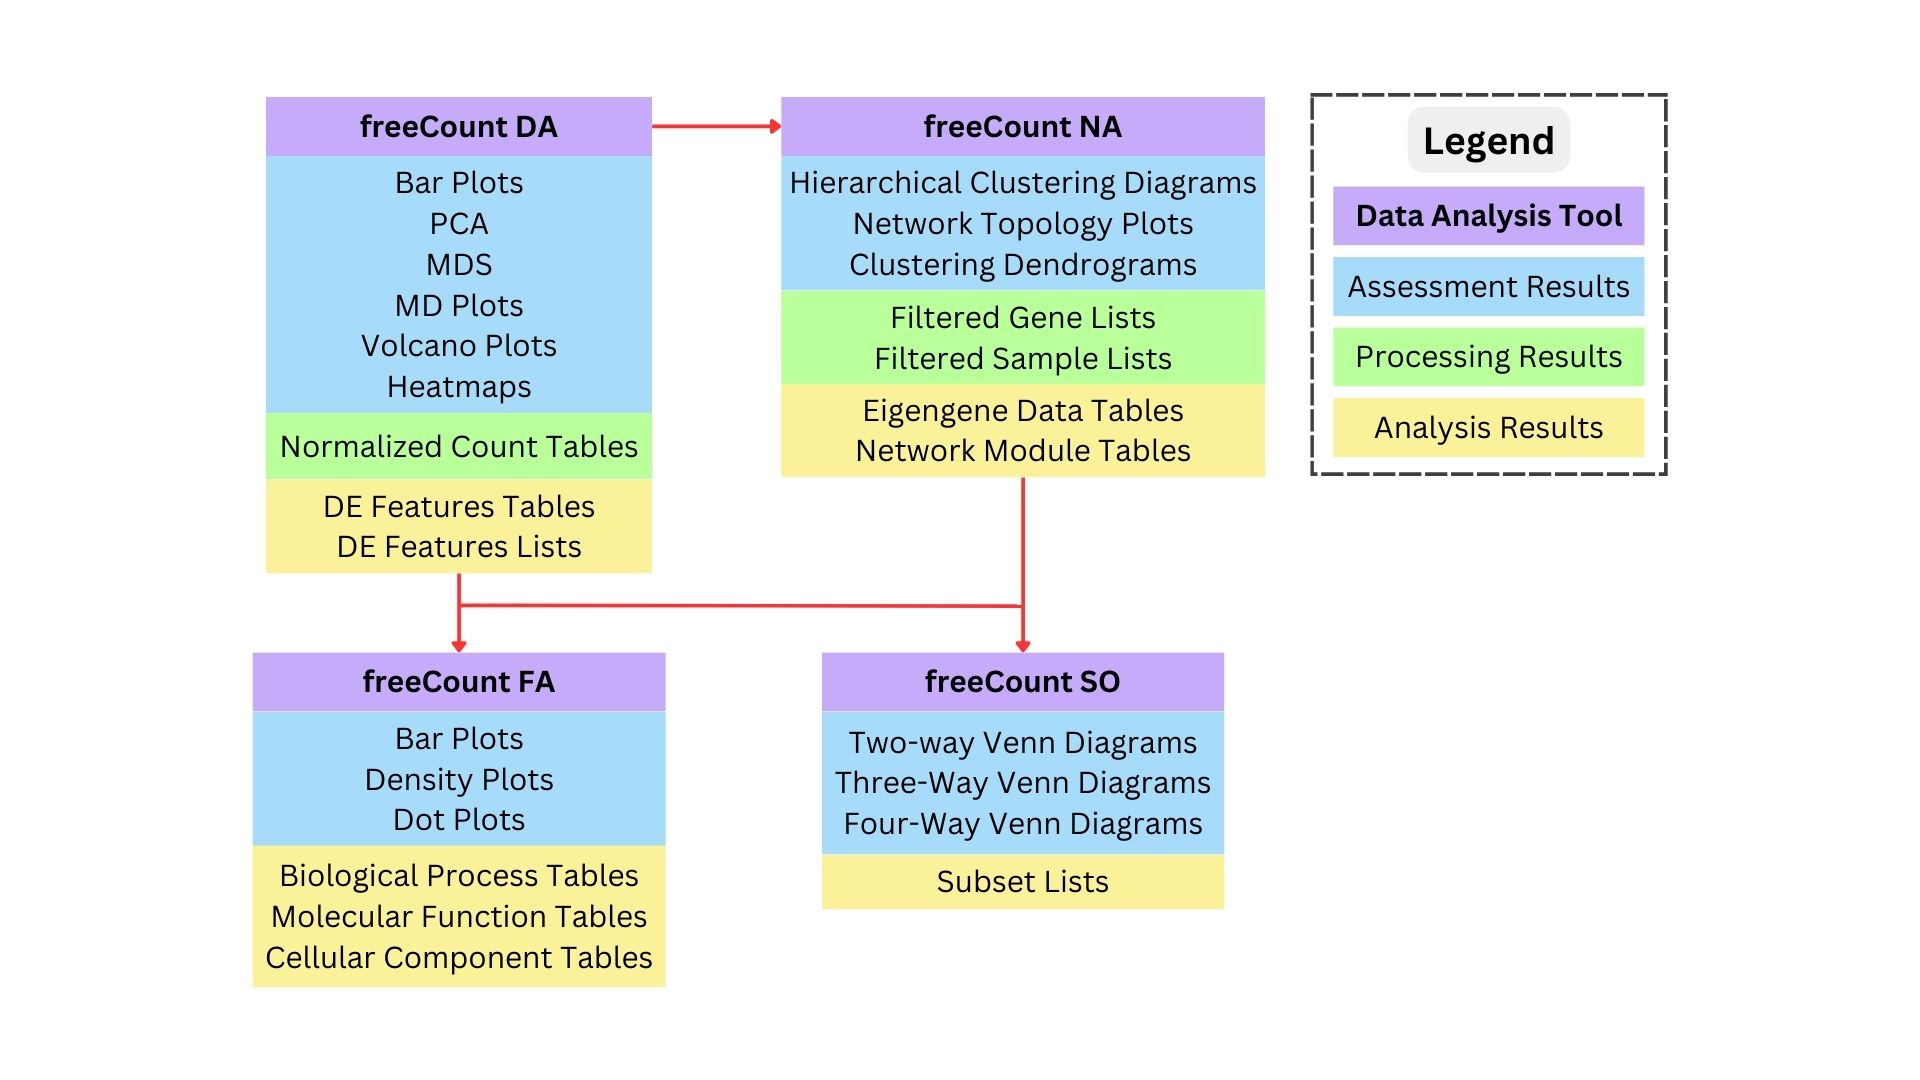 freeCount DA
Bar Plots
PCA
MDS
MD Plots
Volcano Plots
Heatmaps
Normalized Count Tables
DE Features Tables
DE Features Lists
freeCount NA
Hierarchical Clustering Diagrams
Network Topology Plots
Clustering Dendrograms
Filtered Gene Lists
Filtered Sample Lists
Eigengene Data Tables
Network Module Tables
Legend
Data Analysis Tool
Assessment Results
Processing Results
Analysis Results
freeCount FA
Bar Plots
Density Plots
Dot Plots
Biological Process Tables
Molecular Function Tables
Cellular Component Tables
freeCount SO
Two-way Venn Diagrams
Three-Way Venn Diagrams
Four-Way Venn Diagrams
Subset Lists